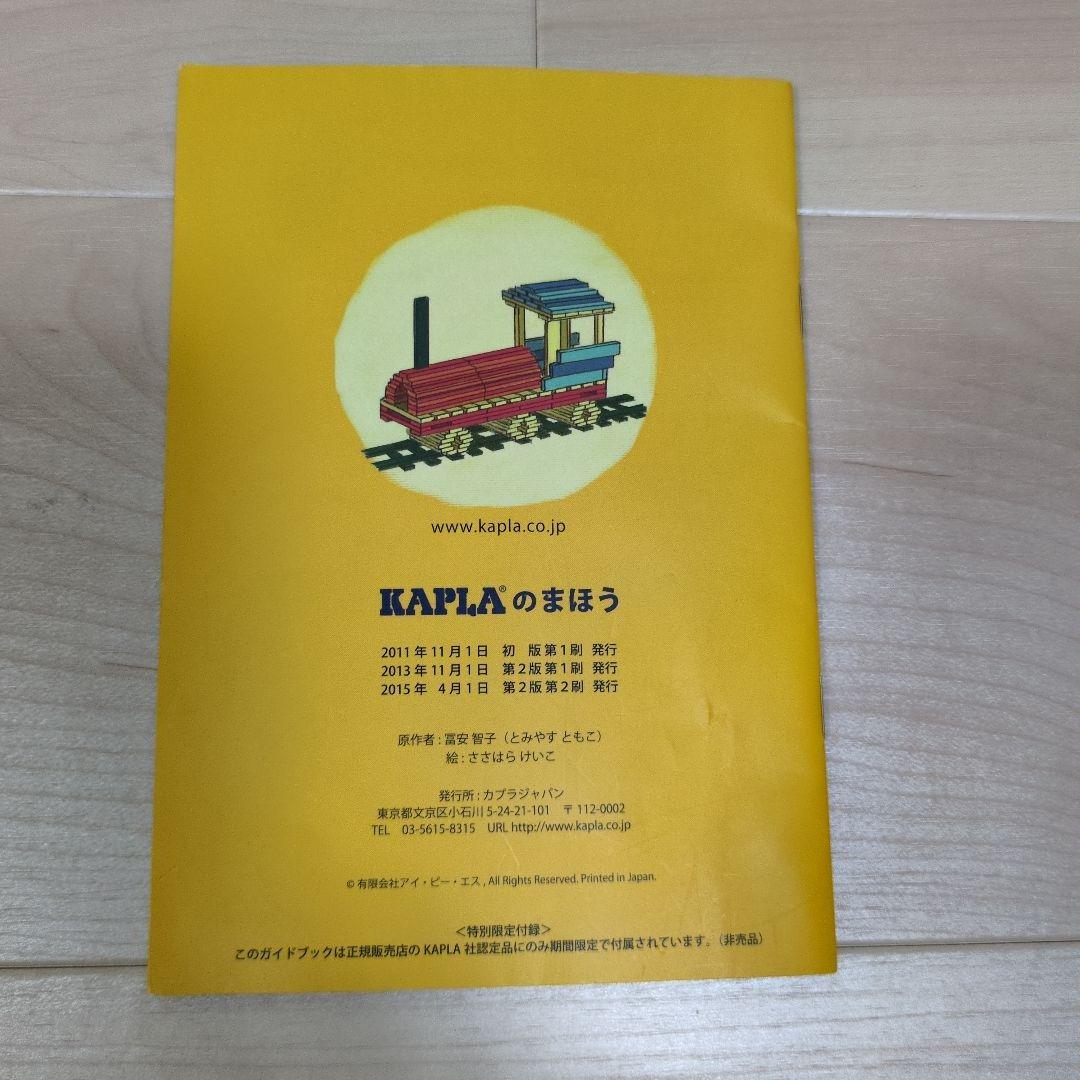 www.kapla.co.jp
KAPLA®のまほう
2011年11月1日 初 版第1刷 発行
2013年11月1日 第2版第1刷 発行
2015年 4月1日 第2版第2刷 発行
原作者:冨安 智子(とみやす ともこ)
絵:ささはら けいこ
発行所:カプラジャパン
東京都文京区小石川5-24-21-101 〒112-0002
TEL 03-5615-8315 URL http://www.kapla.co.jp
© 有限会社アイ・ピー・エス, All Rights Reserved. Printed in Japan.
<特別限定付録>
このガイドブックは正規販売店のKAPLA社認定品にのみ期間限定で付属されています。(非売品)